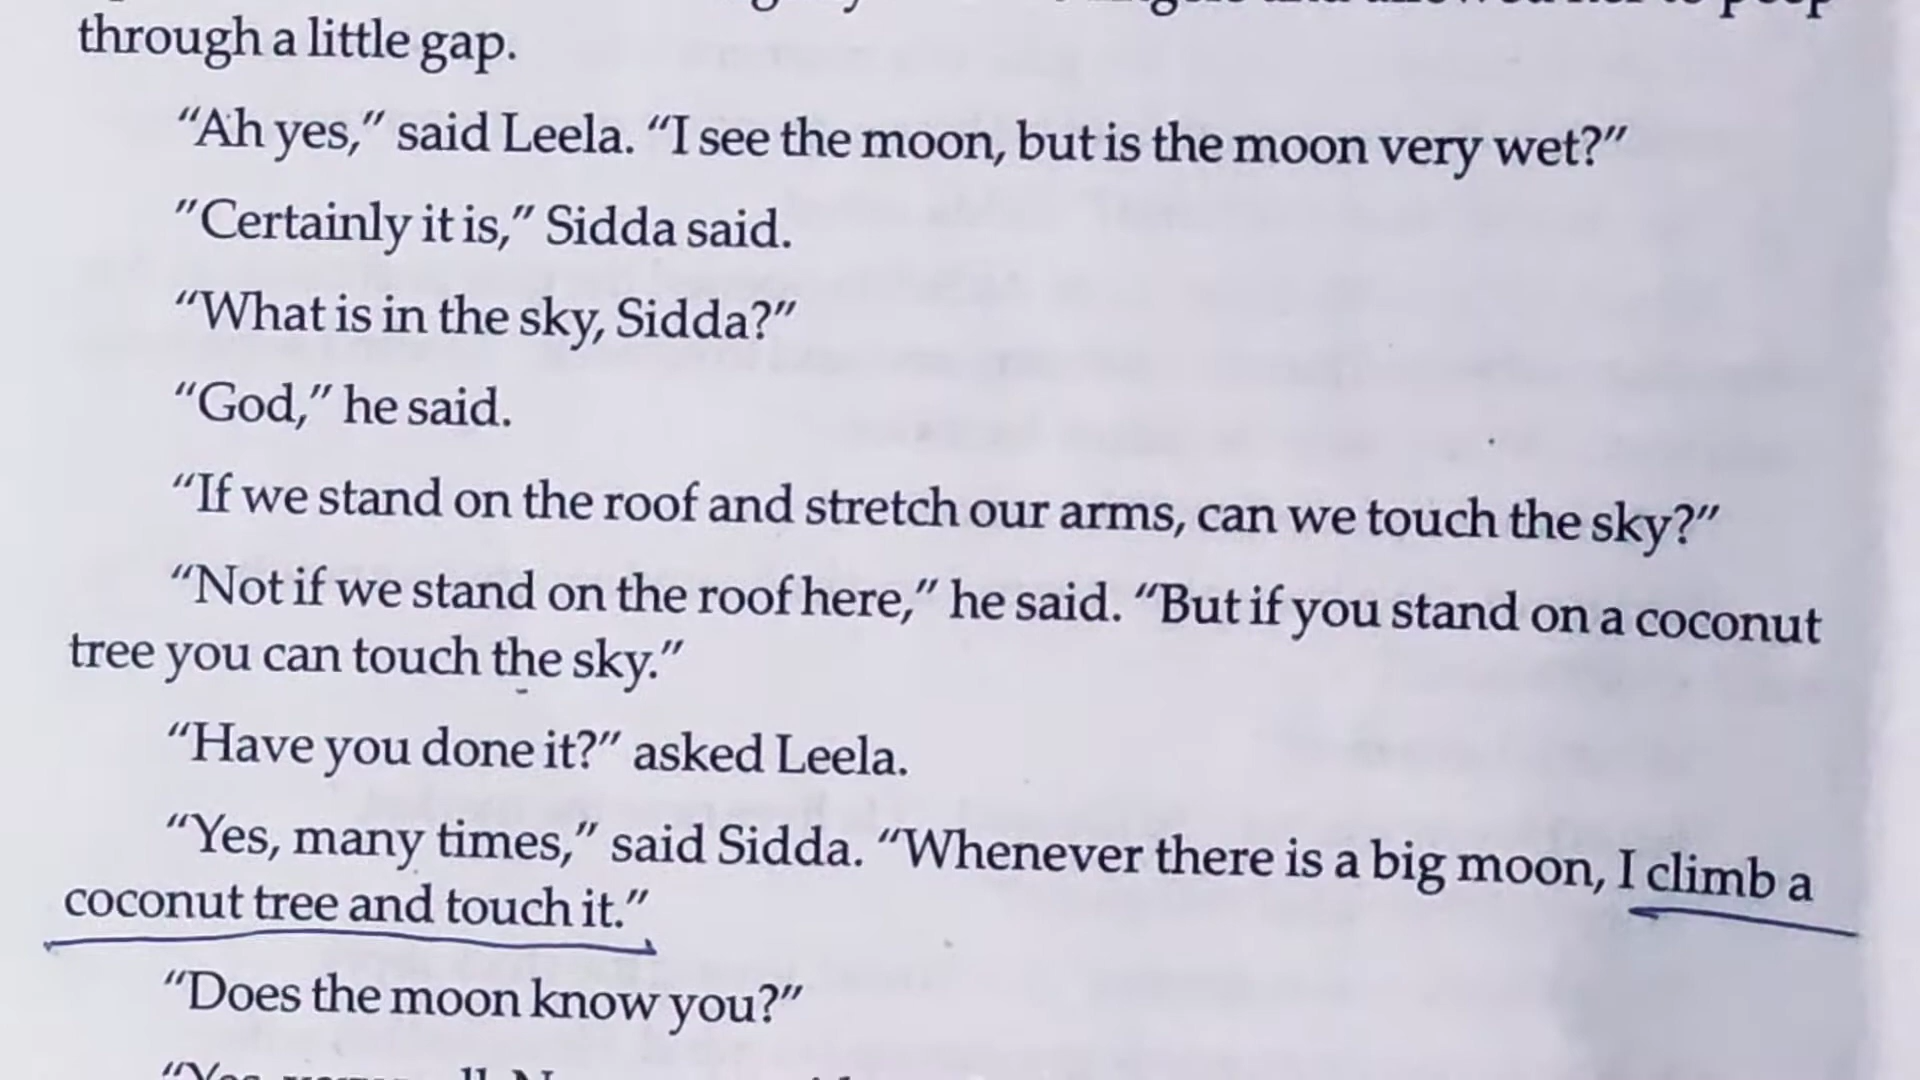 through a little gap.
“Ah yes,” said Leela. “I see the moon, but is the moon very wet?”
”Certainly it is,” Sidda said.
“What is in the sky, Sidda?”
“God,” he said.
“If we stand on the roof and stretch our arms, can we touch the sky?”
“Not if we stand on the roof here,” he said. “But if you stand on a coconut
tree you can touch the sky.”
“Have you done it?” asked Leela.
“Yes, many times,” said Sidda. “Whenever there is a big moon, I climb a
coconut tree and touch it.”
“Does the moon know you?”